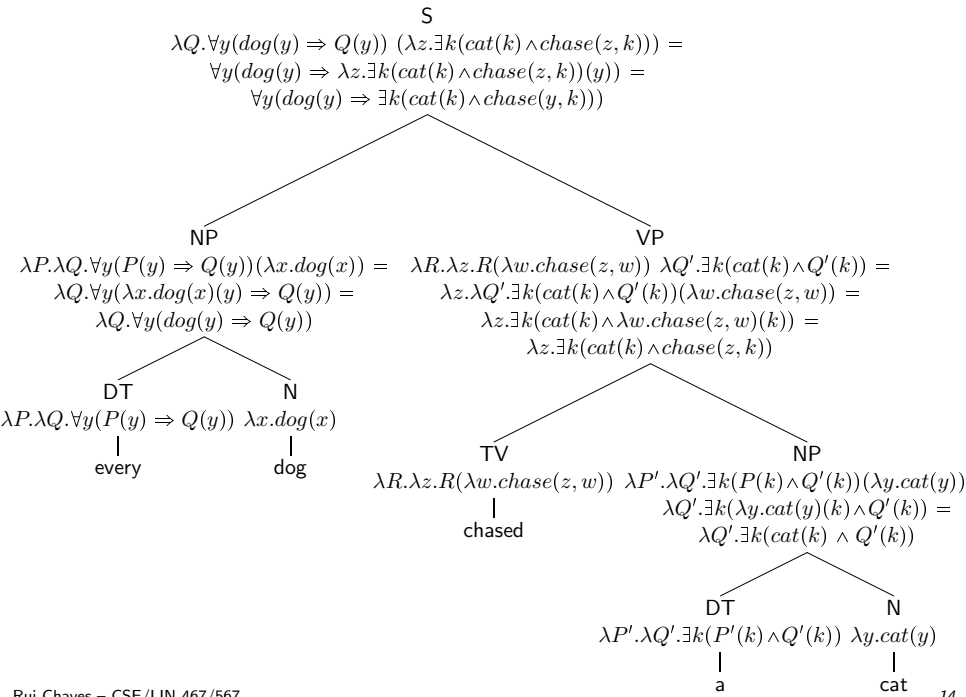 S
λQ.∀y(dog(y) ⇒ Q(y)) (λz.∃k(cat(k)∧chase(z, k))) =
∀y(dog(y) ⇒ λz.∃k(cat(k)∧chase(z, k))(y)) =
∀y(dog(y) ⇒ ∃k(cat(k)∧chase(y, k)))
NP VP
λP.λQ.∀y(P(y) ⇒ Q(y))(λx.dog(x)) = λR.λz.R(λw.chase(z, w)) λQ′.∃k(cat(k)∧Q′(k)) =
λQ.∀y(λx.dog(x)(y) ⇒ Q(y)) = λz.λQ′.∃k(cat(k)∧Q′(k))(λw.chase(z, w)) =
λQ.∀y(dog(y) ⇒ Q(y)) λz.∃k(cat(k)∧λw.chase(z, w)(k)) =
λz.∃k(cat(k)∧chase(z, k))
DT N
λP.λQ.∀y(P(y) ⇒ Q(y)) λx.dog(x)
every dog
TV NP
λR.λz.R(λw.chase(z, w)) λP′.λQ′.∃k(P(k)∧Q′(k))(λy.cat(y))
λQ′.∃k(λy.cat(y)(k)∧Q′(k)) =
chased λQ′.∃k(cat(k) ∧ Q′(k))
DT N
λP′.λQ′.∃k(P′(k)∧Q′(k)) λy.cat(y)
a cat
Rui Chaves – CSE/LIN 467/567 14